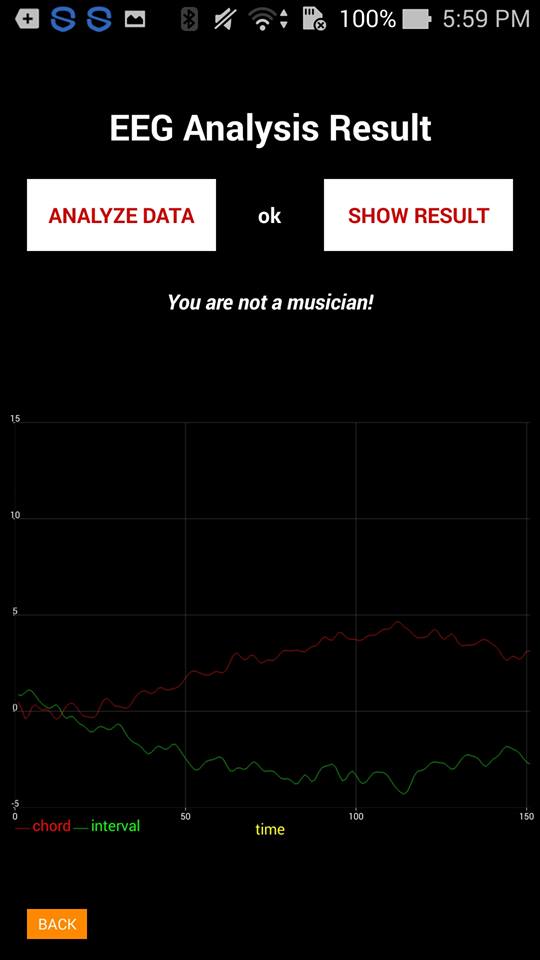 100% 5:59 PM
EEG Analysis Result
ANALYZE DATA ok SHOW RESULT
You are not a musician!
15
10
5
0
-5
0 50 100 150
chord interval time
BACK